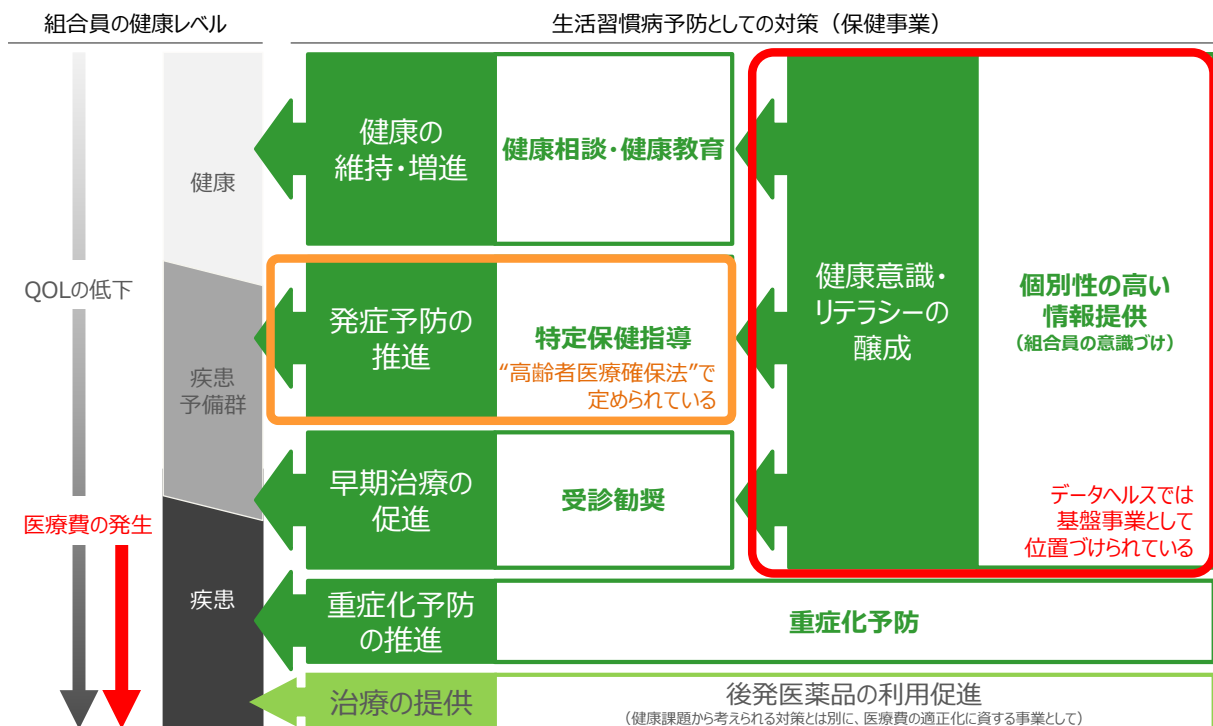 組合員の健康レベル
生活習慣病予防としての対策（保健事業）
QOLの低下
医療費の発生
健康
疾患
予備群
疾患
健康の
維持・増進
健康相談・健康教育
発症予防の
推進
特定保健指導
“高齢者医療確保法”で
定められている
早期治療の
促進
受診勧奨
健康意識・
リテラシーの
醸成
個別性の高い
情報提供
（組合員の意識づけ）
データヘルスでは
基盤事業として
位置づけられている
重症化予防
の推進
重症化予防
治療の提供
後発医薬品の利用促進
（健康課題から考えられる対策とは別に、医療費の適正化に資する事業として）